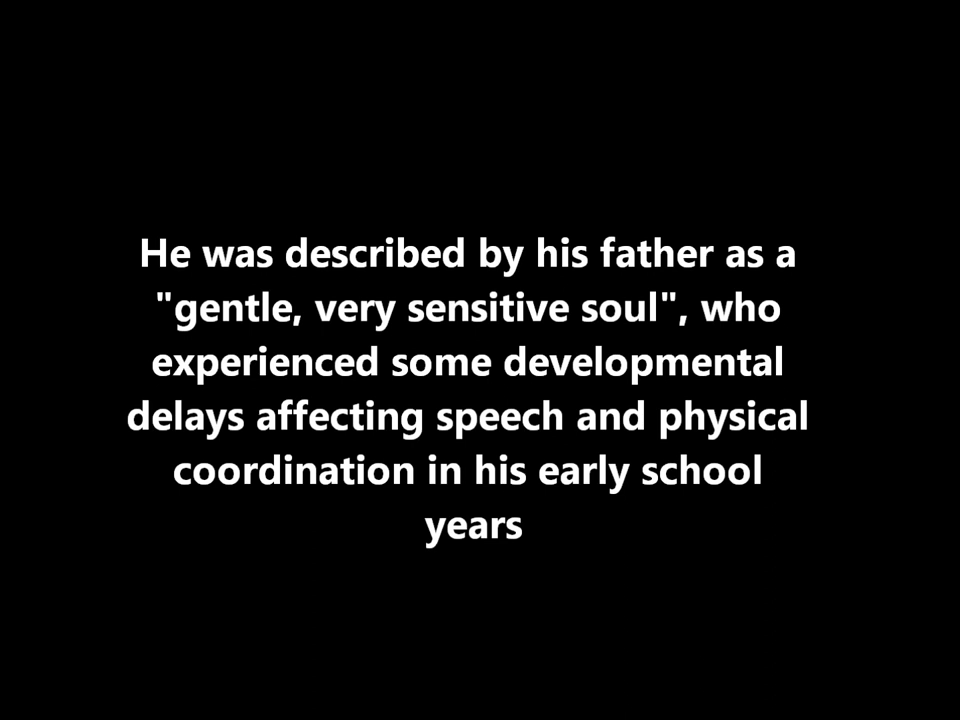 He was described by his father as a
"gentle, very sensitive soul", who
experienced some developmental
delays affecting speech and physical
coordination in his early school
years